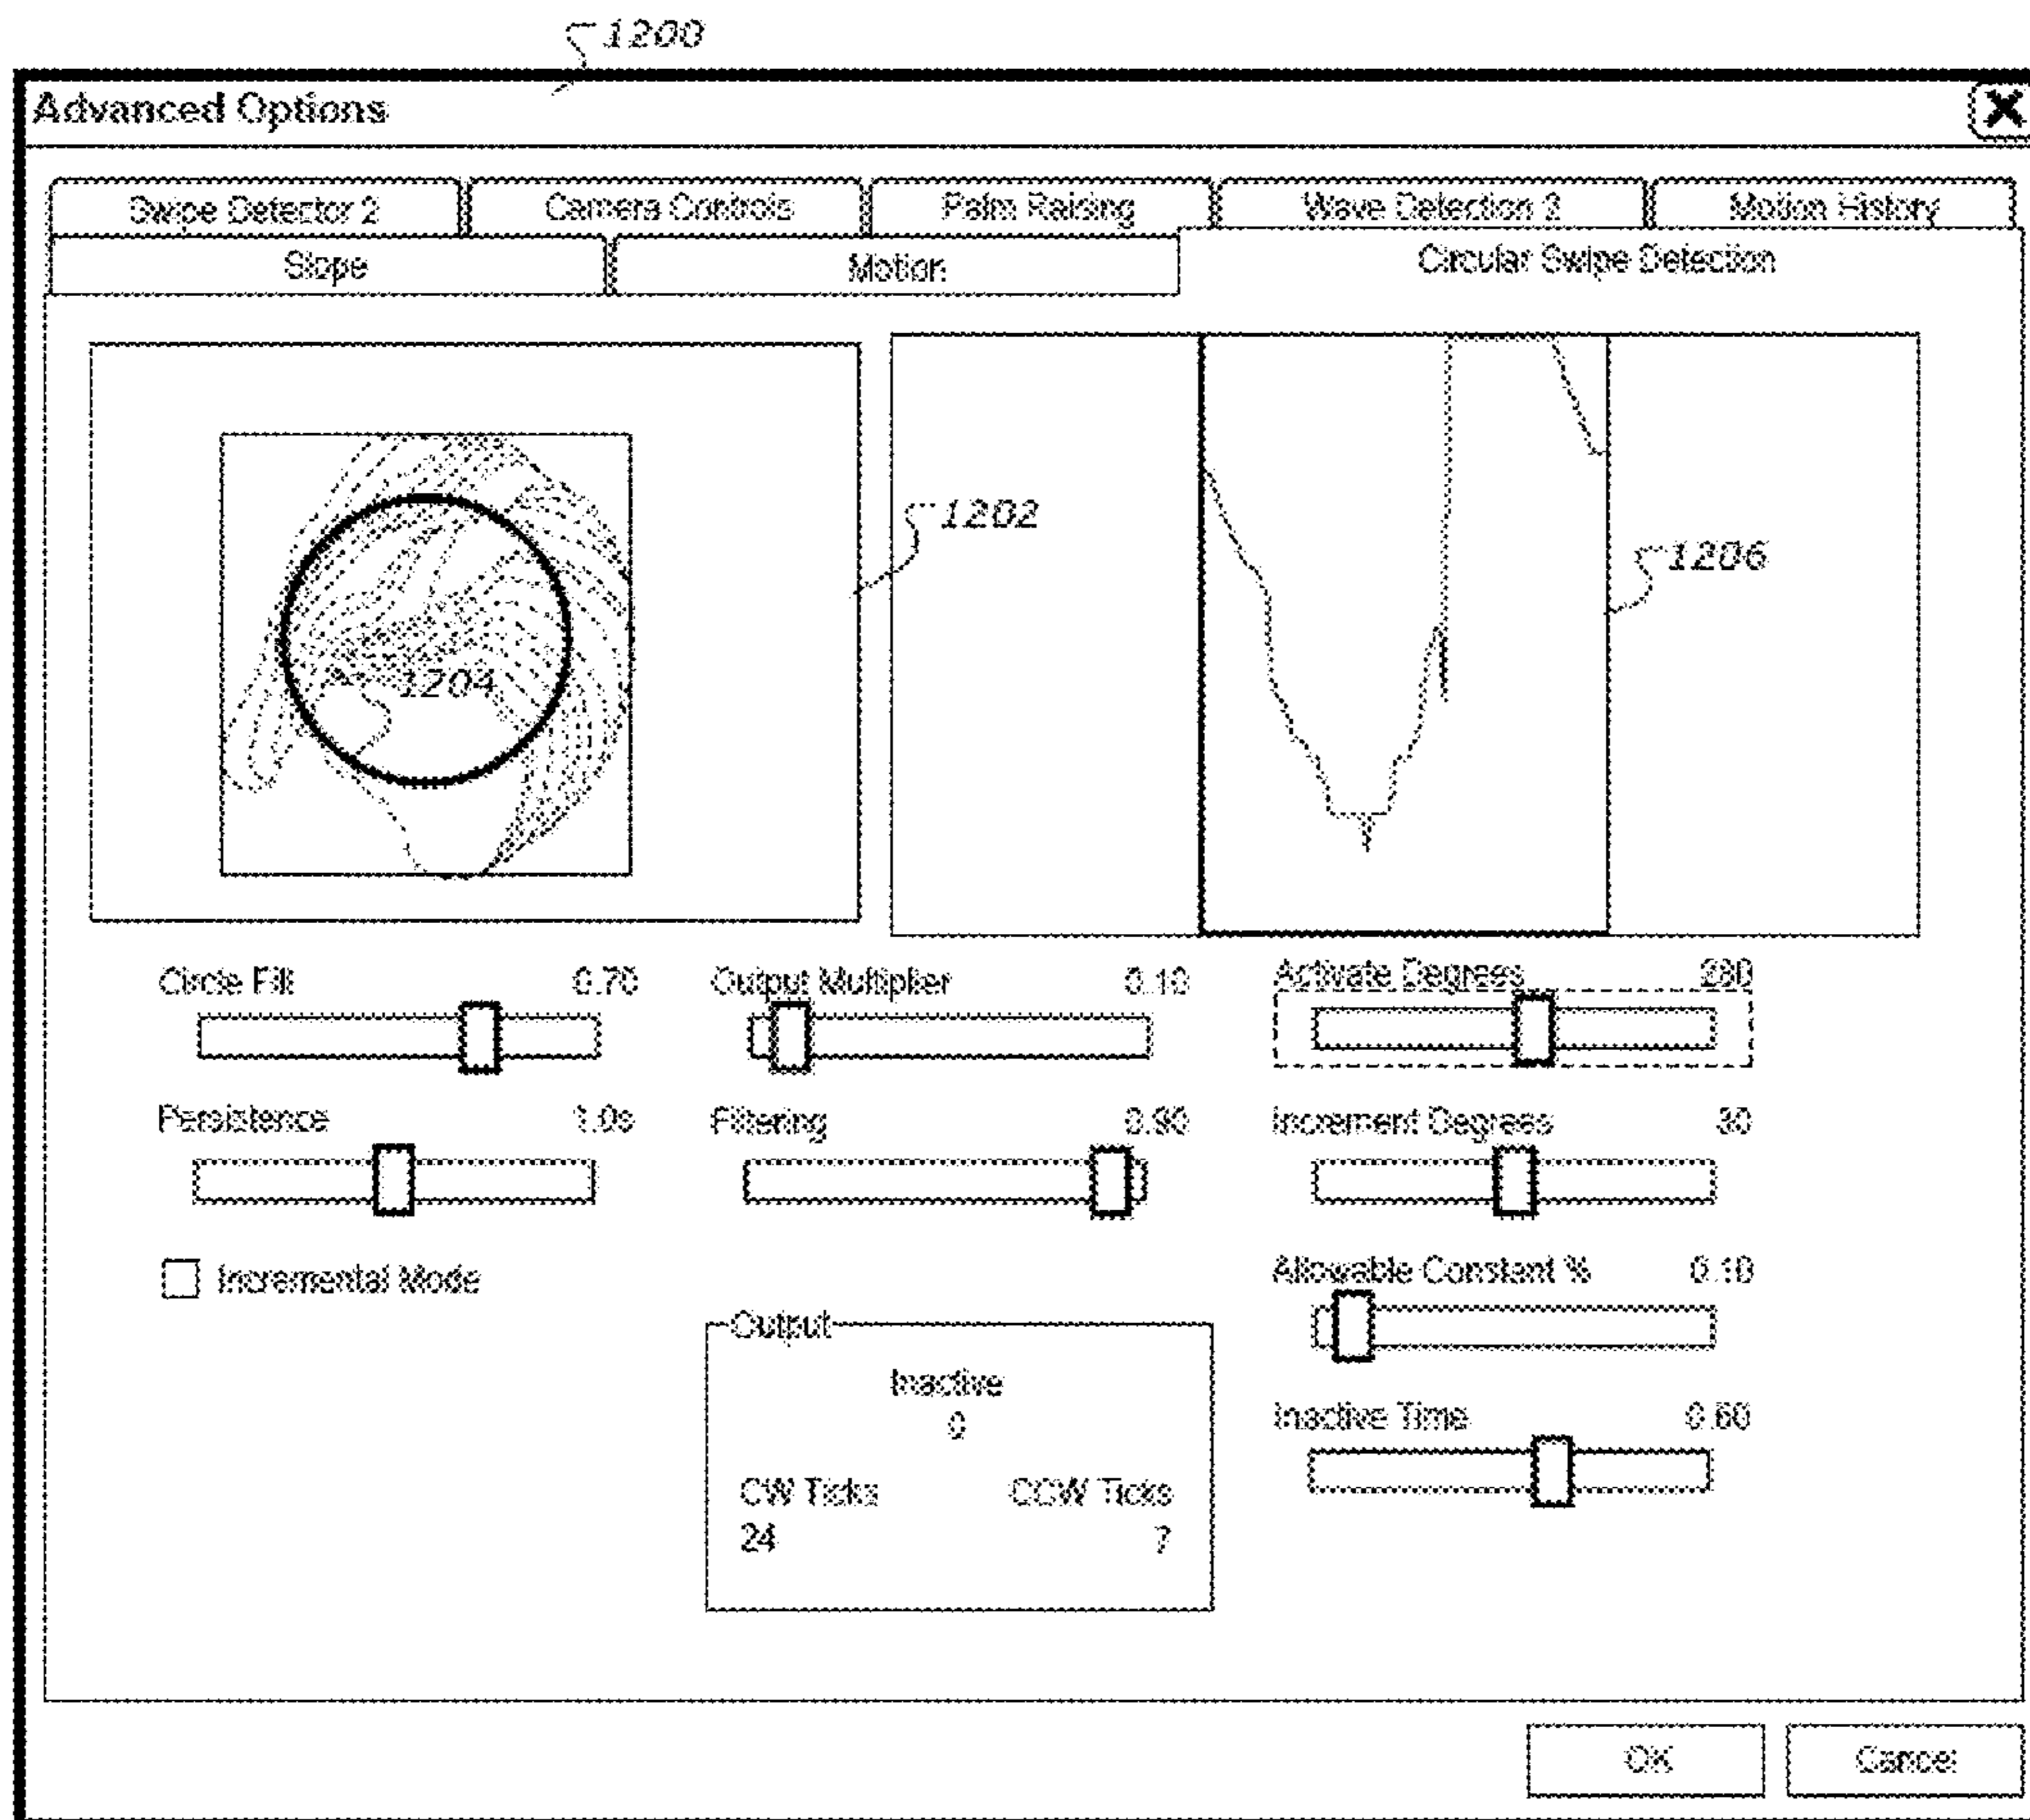 1200
Advanced Options
Swipe Detector 2 Camera Controls Palm Raising Wave Detection 2 Motion History
Slope Motion Circular Swipe Detection
1202
1206
1204
Circle Fill 0.70 Output Multiplier 0.10 Activate Degrees 280
Persistence 1.0s Filtering 0.90 Increment Degrees 30
Incremental Mode
Allowable Constant % 0.10
Output
Inactive
0
Inactive Time 0.60
CW Ticks CCW Ticks
24 ?
OK Cancel